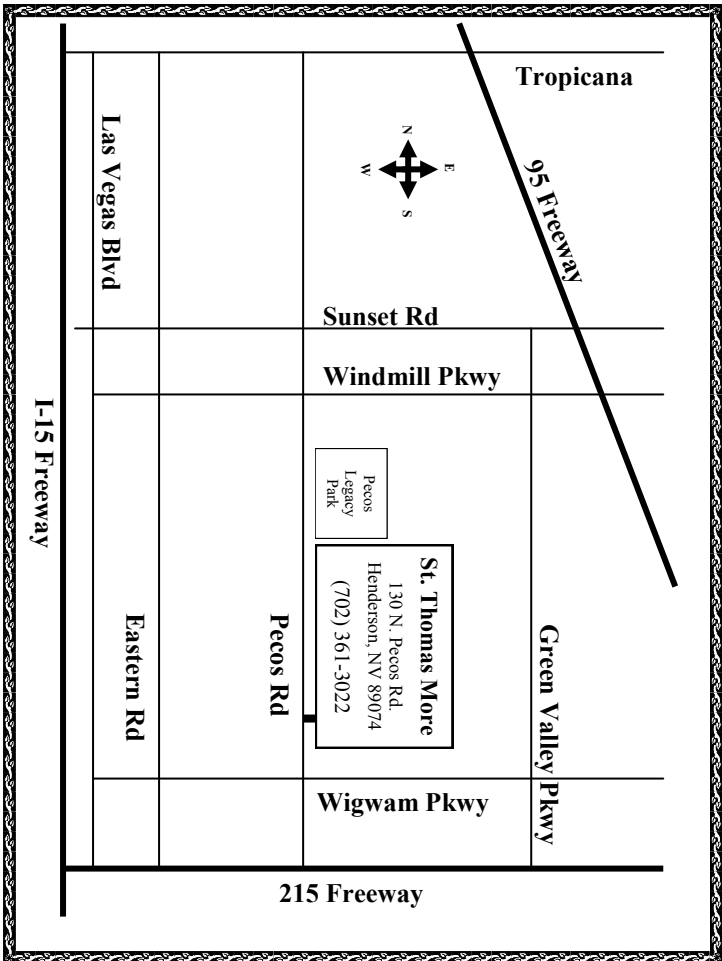 Tropicana
95 Freeway
Las Vegas Blvd
N
E
W
S
Sunset Rd
Windmill Pkwy
I-15 Freeway
Pecos
Legacy
Park
St. Thomas More
130 N. Pecos Rd.
Henderson, NV 89074
(702) 361-3022
Eastern Rd
Pecos Rd
Green Valley Pkwy
Wigwam Pkwy
215 Freeway